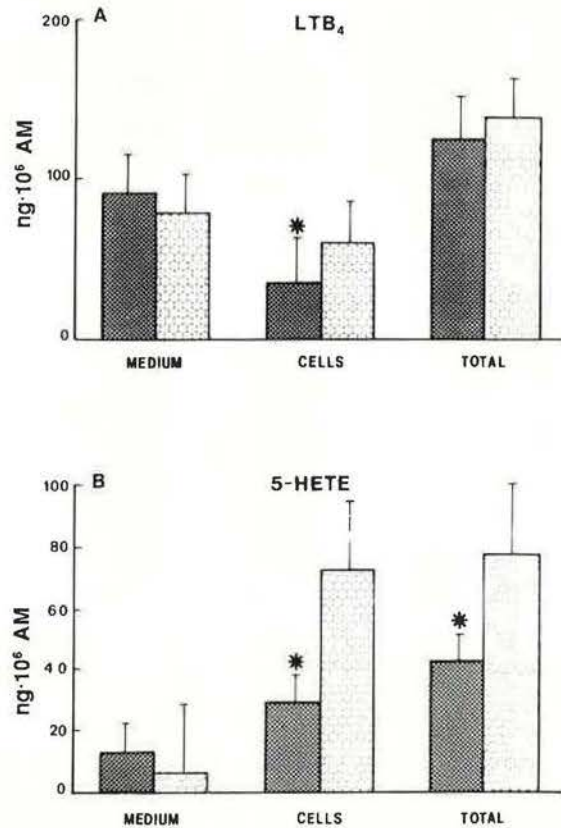 A
LTB₄
200
100
0
ng·10⁶ AM
MEDIUM CELLS TOTAL
*
B
5-HETE
100
80
60
40
20
0
ng·10⁶ AM
MEDIUM CELLS TOTAL
* *